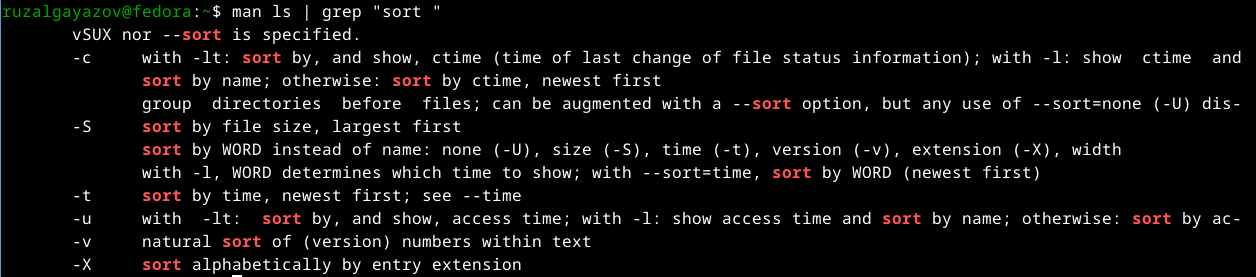 ruzalgayazov@fedora:~$ man ls | grep "sort "
       vSUX nor --sort is specified.
       -c     with -lt: sort by, and show, ctime (time of last change of file status information); with -l: show  ctime  and
              sort by name; otherwise: sort by ctime, newest first
              group  directories  before  files; can be augmented with a --sort option, but any use of --sort=none (-U) dis-
       -S     sort by file size, largest first
              sort by WORD instead of name: none (-U), size (-S), time (-t), version (-v), extension (-X), width
              with -l, WORD determines which time to show; with --sort=time, sort by WORD (newest first)
       -t     sort by time, newest first; see --time
       -u     with  -lt:  sort by, and show, access time; with -l: show access time and sort by name; otherwise: sort by ac-
       -v     natural sort of (version) numbers within text
       -X     sort alphabetically by entry extension